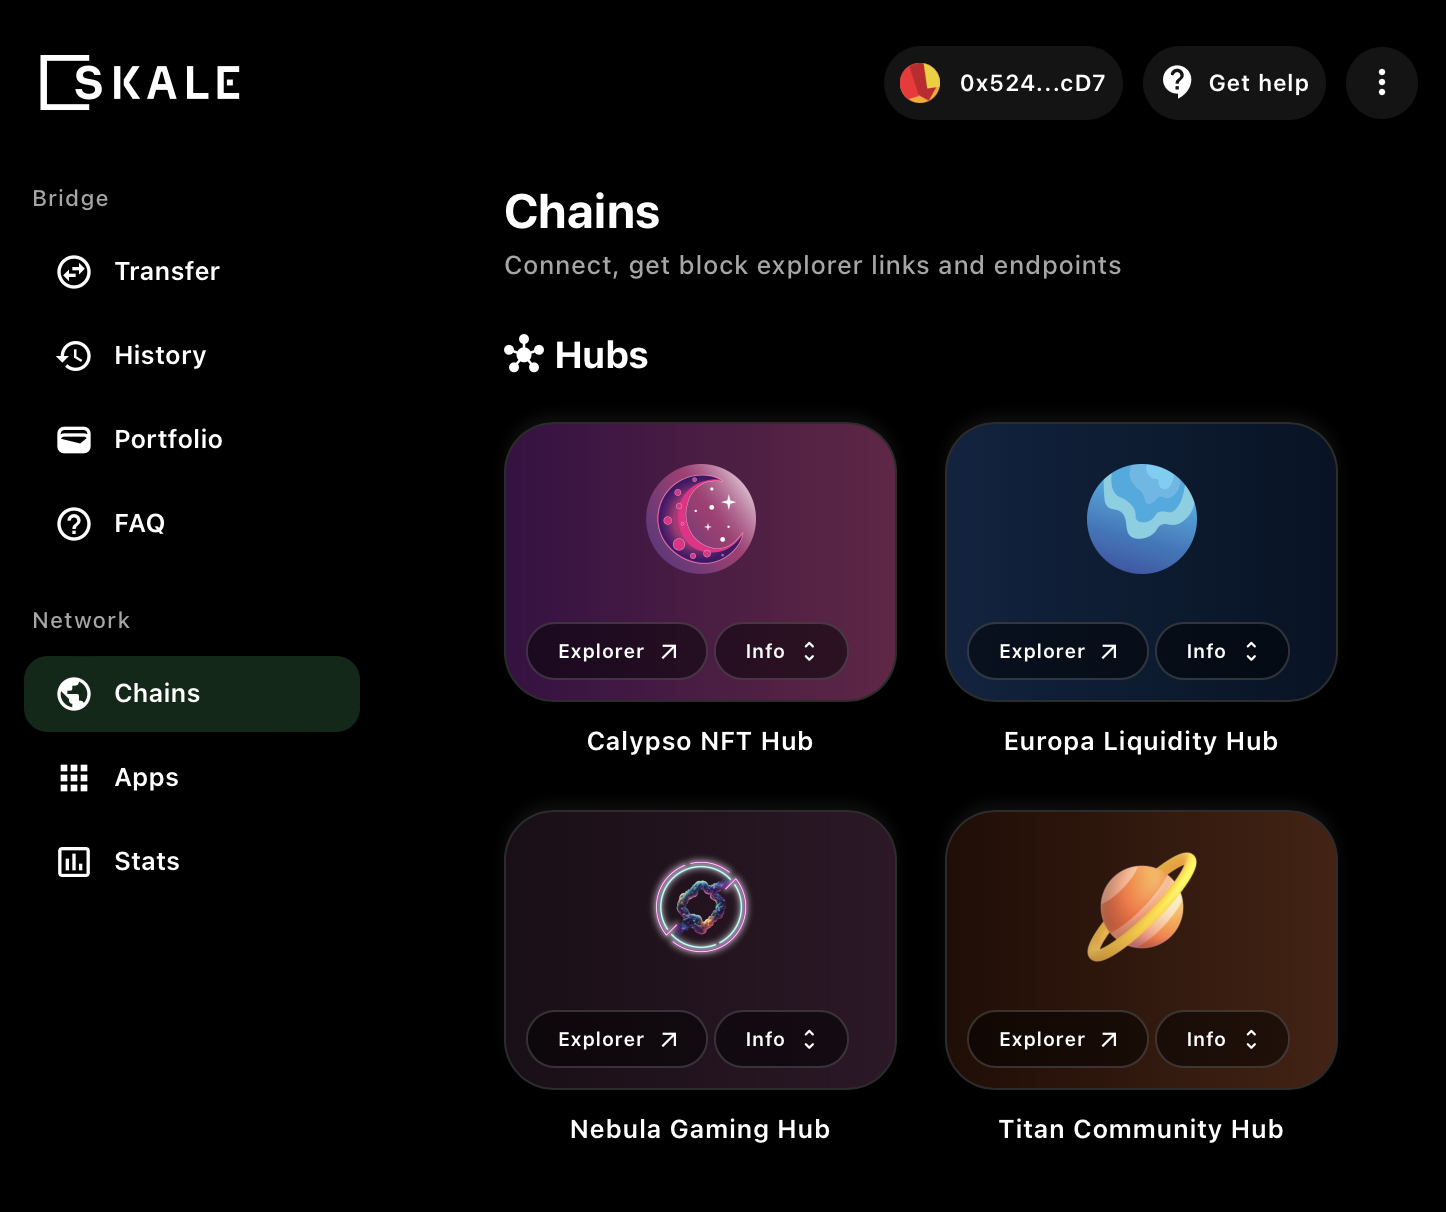 SKALE
0x524...cD7
Get help
Bridge
Transfer
History
Portfolio
FAQ
Network
Chains
Apps
Stats
Chains
Connect, get block explorer links and endpoints
Hubs
Explorer
Info
Explorer
Info
Calypso NFT Hub
Europa Liquidity Hub
Explorer
Info
Explorer
Info
Nebula Gaming Hub
Titan Community Hub